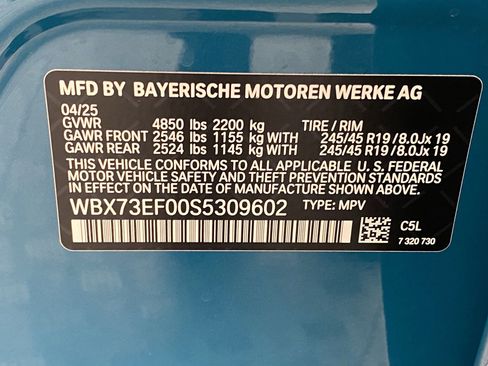 MFD BY BAYERISCHE MOTOREN WERKE AG
04/25
GVWR 4850 lbs 2200 kg TIRE / RIM
GAWR FRONT 2546 lbs 1155 kg WITH 245/45 R19 / 8.0Jx 19
GAWR REAR 2524 lbs 1145 kg WITH 245/45 R19 / 8.0Jx 19
THIS VEHICLE CONFORMS TO ALL APPLICABLE U. S. FEDERAL
MOTOR VEHICLE SAFETY AND THEFT PREVENTION STANDARDS
IN EFFECT ON THE DATE OF MANUFACTURE SHOWN ABOVE.
WBX73EF00S5309602 TYPE: MPV
C5L
7 320 730